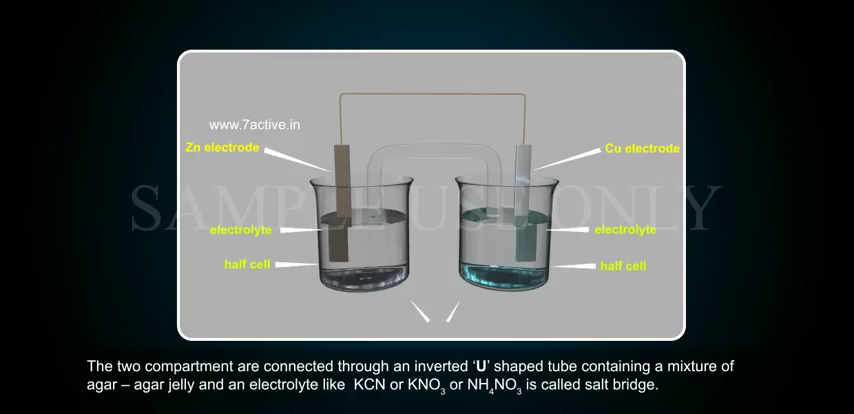 www.7active.in
Zn electrode
Cu electrode
SAMPLE USE ONLY
electrolyte
electrolyte
half cell
half cell
The two compartment are connected through an inverted ‘U’ shaped tube containing a mixture of
agar – agar jelly and an electrolyte like KCN or KNO₃ or NH₄NO₃ is called salt bridge.